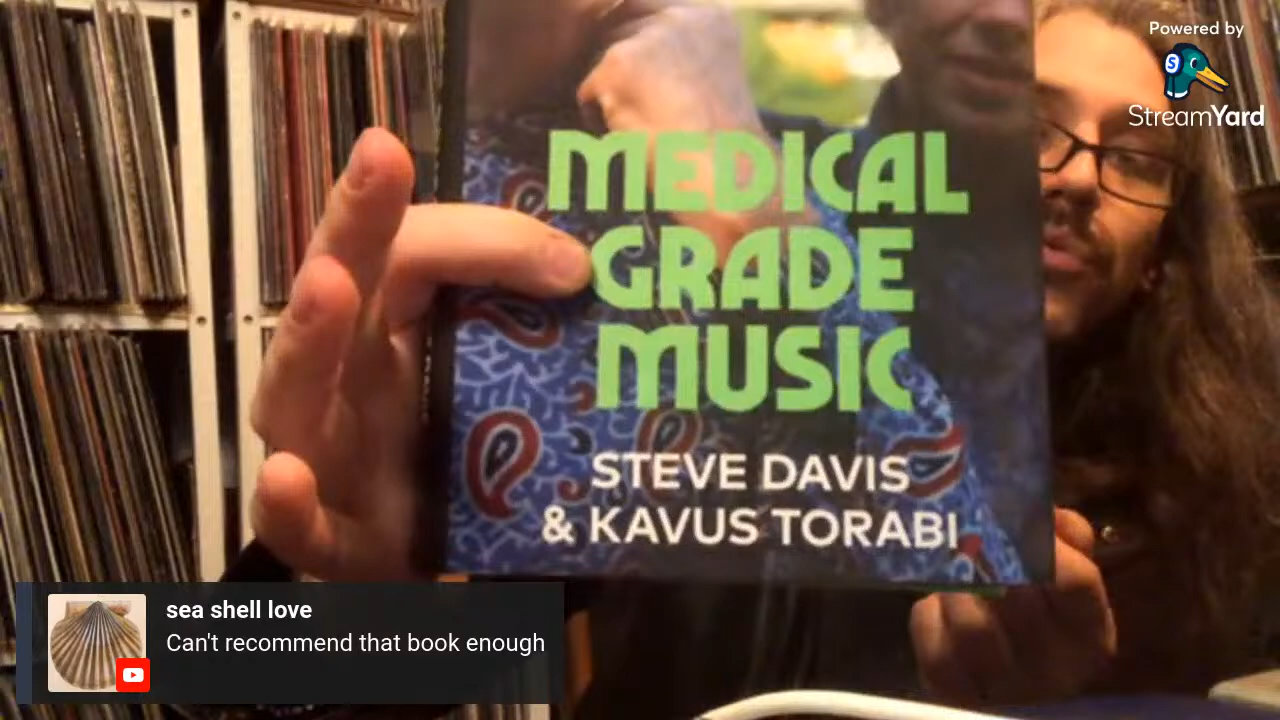 Powered by
StreamYard
MEDICAL
GRADE
MUSIC
STEVE DAVIS
& KAVUS TORABI
sea shell love
Can't recommend that book enough